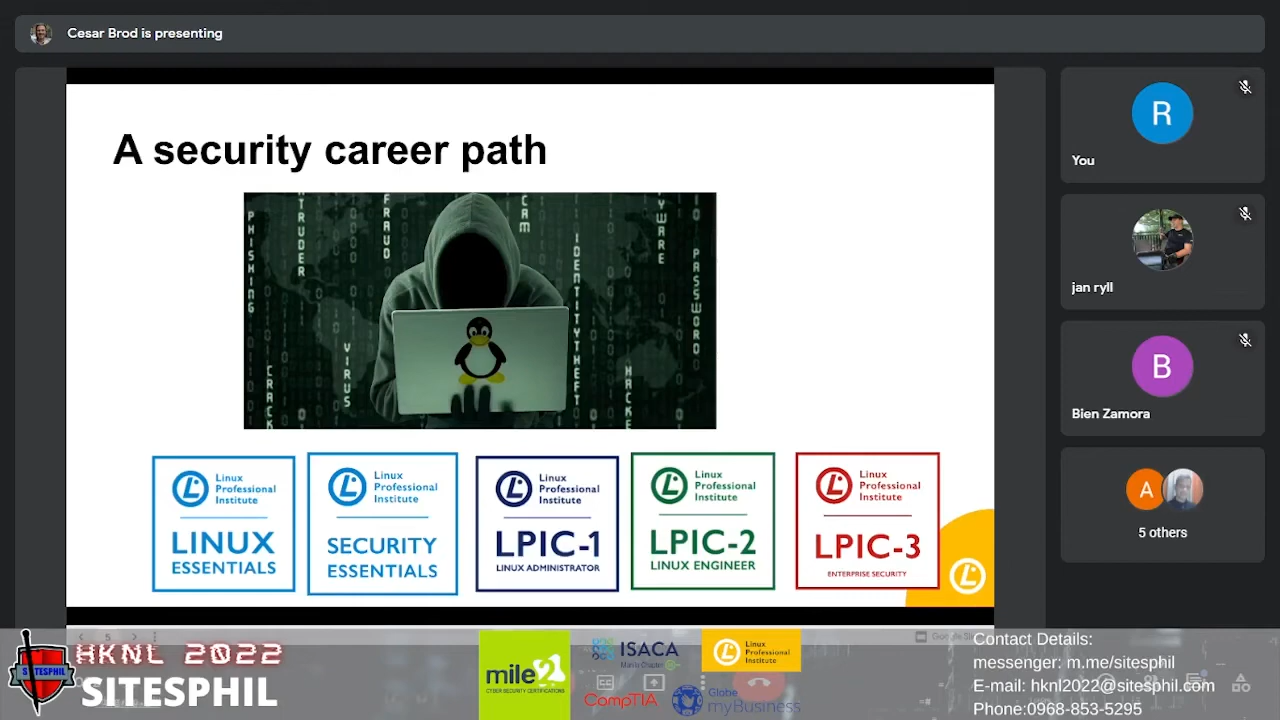 Cesar Brod is presenting
A security career path
PHISHING
FRAUD
IDENTITYTHEFT
PASSWORD
VIRUS
CRACK
HACKE
R
You
jan ryll
B
Bien Zamora
A
5 others
Linux
Professional
Institute
LINUX
ESSENTIALS
Linux
Professional
Institute
SECURITY
ESSENTIALS
Linux
Professional
Institute
LPIC-1
LINUX ADMINISTRATOR
Linux
Professional
Institute
LPIC-2
LINUX ENGINEER
Linux
Professional
Institute
LPIC-3
ENTERPRISE SECURITY
SITESPHIL
HKNL 2022
SITESPHIL
mile2
CYBER SECURITY CERTIFICATIONS
ISACA
Manila Chapter
CompTIA
Linux
Professional
Institute
Globe
myBusiness
Contact Details:
messenger: m.me/sitesphil
E-mail: hknl2022@sitesphil.com
Phone:0968-853-5295